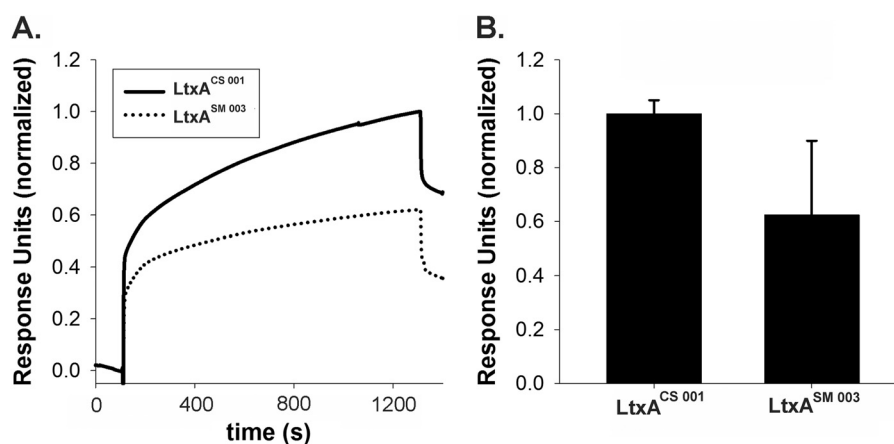 A.
Response Units (normalized)
1.2
1.0
0.8
0.6
0.4
0.2
0.0
LtxA^CS 001
LtxA^SM 003
0
400
800
1200
time (s)
B.
Response Units (normalized)
1.2
1.0
0.8
0.6
0.4
0.2
0.0
LtxA^CS 001
LtxA^SM 003